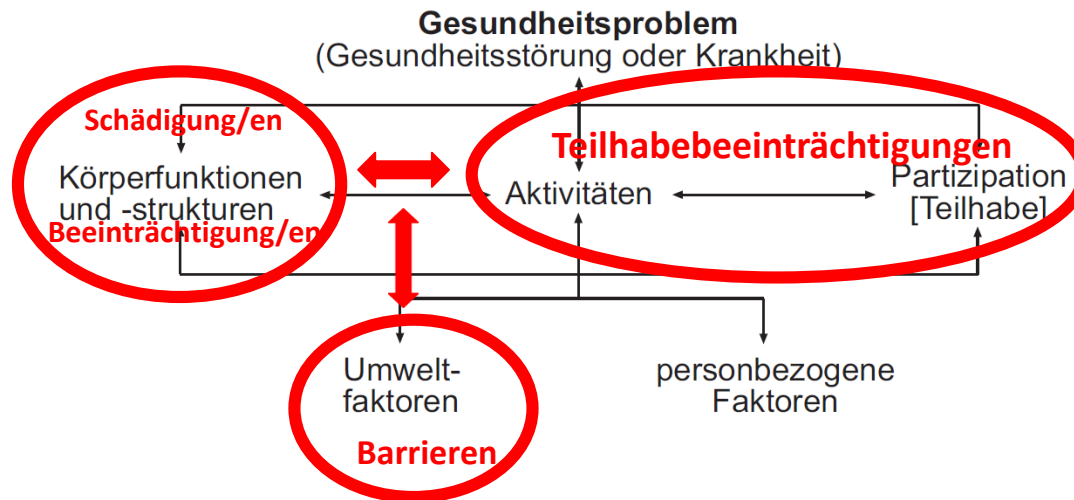 Gesundheitsproblem
(Gesundheitsstörung oder Krankheit)
Schädigung/en
Körperfunktionen
und -strukturen
Beeinträchtigung/en
Teilhabebeeinträchtigungen
Aktivitäten
Partizipation
[Teilhabe]
Umwelt-
faktoren
Barrieren
personbezogene
Faktoren